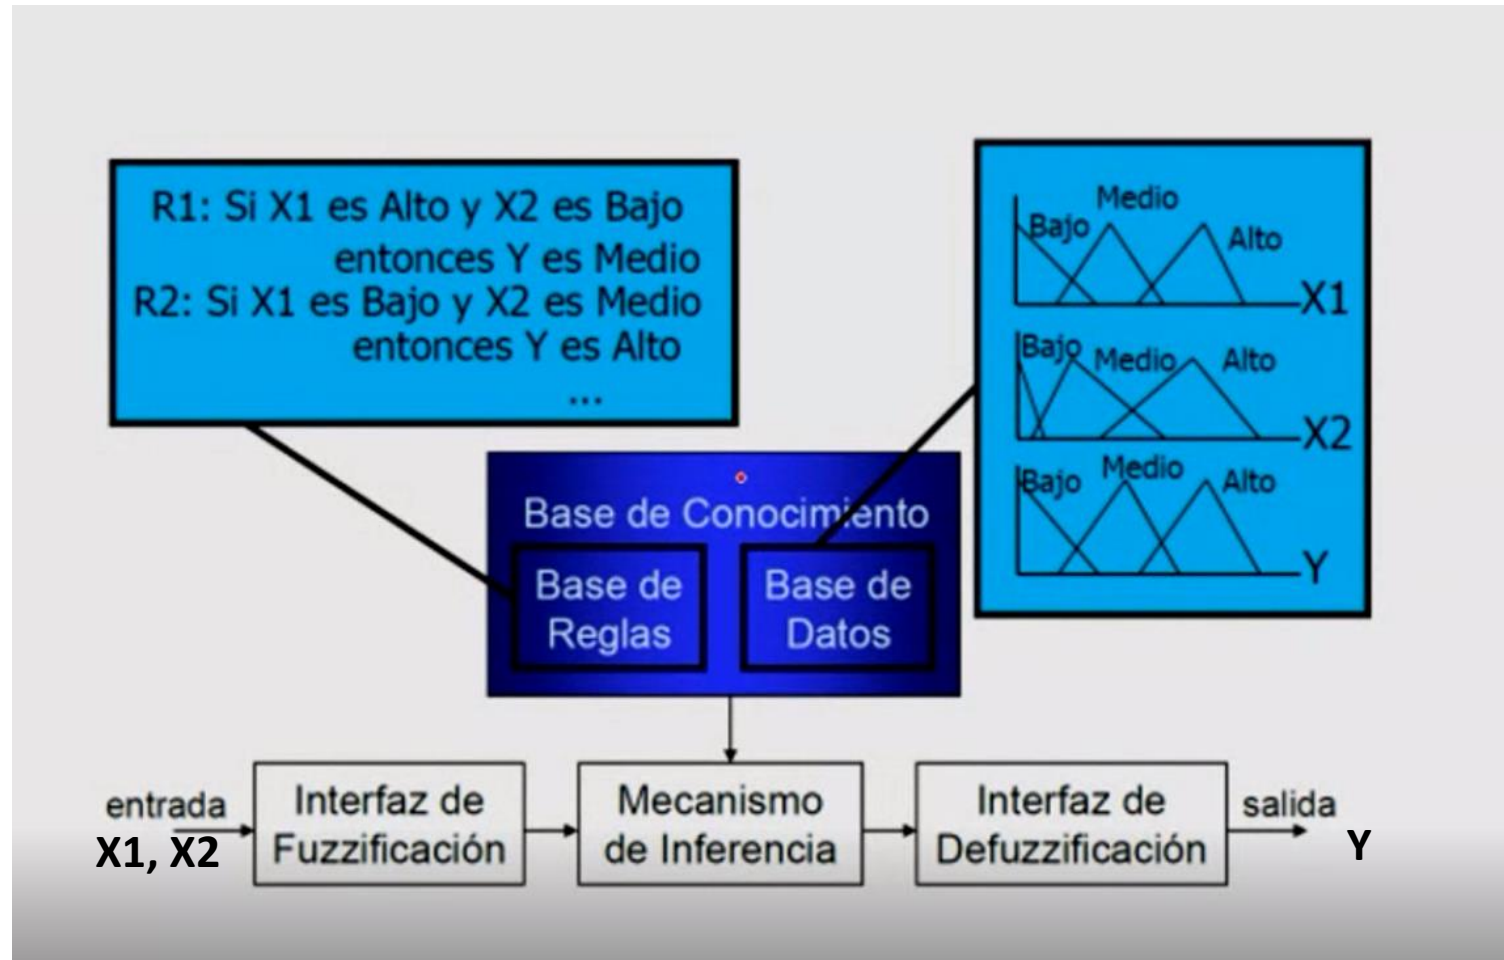 R1: Si X1 es Alto y X2 es Bajo
entonces Y es Medio
R2: Si X1 es Bajo y X2 es Medio
entonces Y es Alto
...
Bajo Medio Alto
X1
Bajo Medio Alto
X2
Bajo Medio Alto
Y
Base de Conocimiento
Base de
Reglas
Base de
Datos
entrada
X1, X2
Interfaz de
Fuzzificación
Mecanismo
de Inferencia
Interfaz de
Defuzzificación
salida
Y